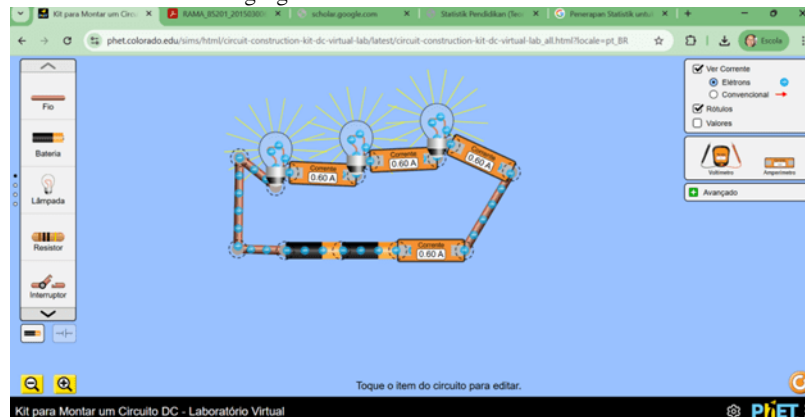 Kit para Montar um Circ
RAMA_85201_20150300
scholar.google.com
Statistik Pendidikan (Teo
Penerapan Statistik untu
phet.colorado.edu/sims/html/circuit-construction-kit-dc-virtual-lab/latest/circuit-construction-kit-dc-virtual-lab_all.html?locale=pt_BR
Escola
Fio
Bateria
Lâmpada
Resistor
Interruptor
Corrente
0.60 A
Corrente
0.60 A
Corrente
0.60 A
Corrente
0.60 A
Ver Corrente
Elétrons
Convencional
Rótulos
Valores
Voltímetro
Amperímetro
Avançado
Toque o item do circuito para editar.
Kit para Montar um Circuito DC - Laboratório Virtual
PhET